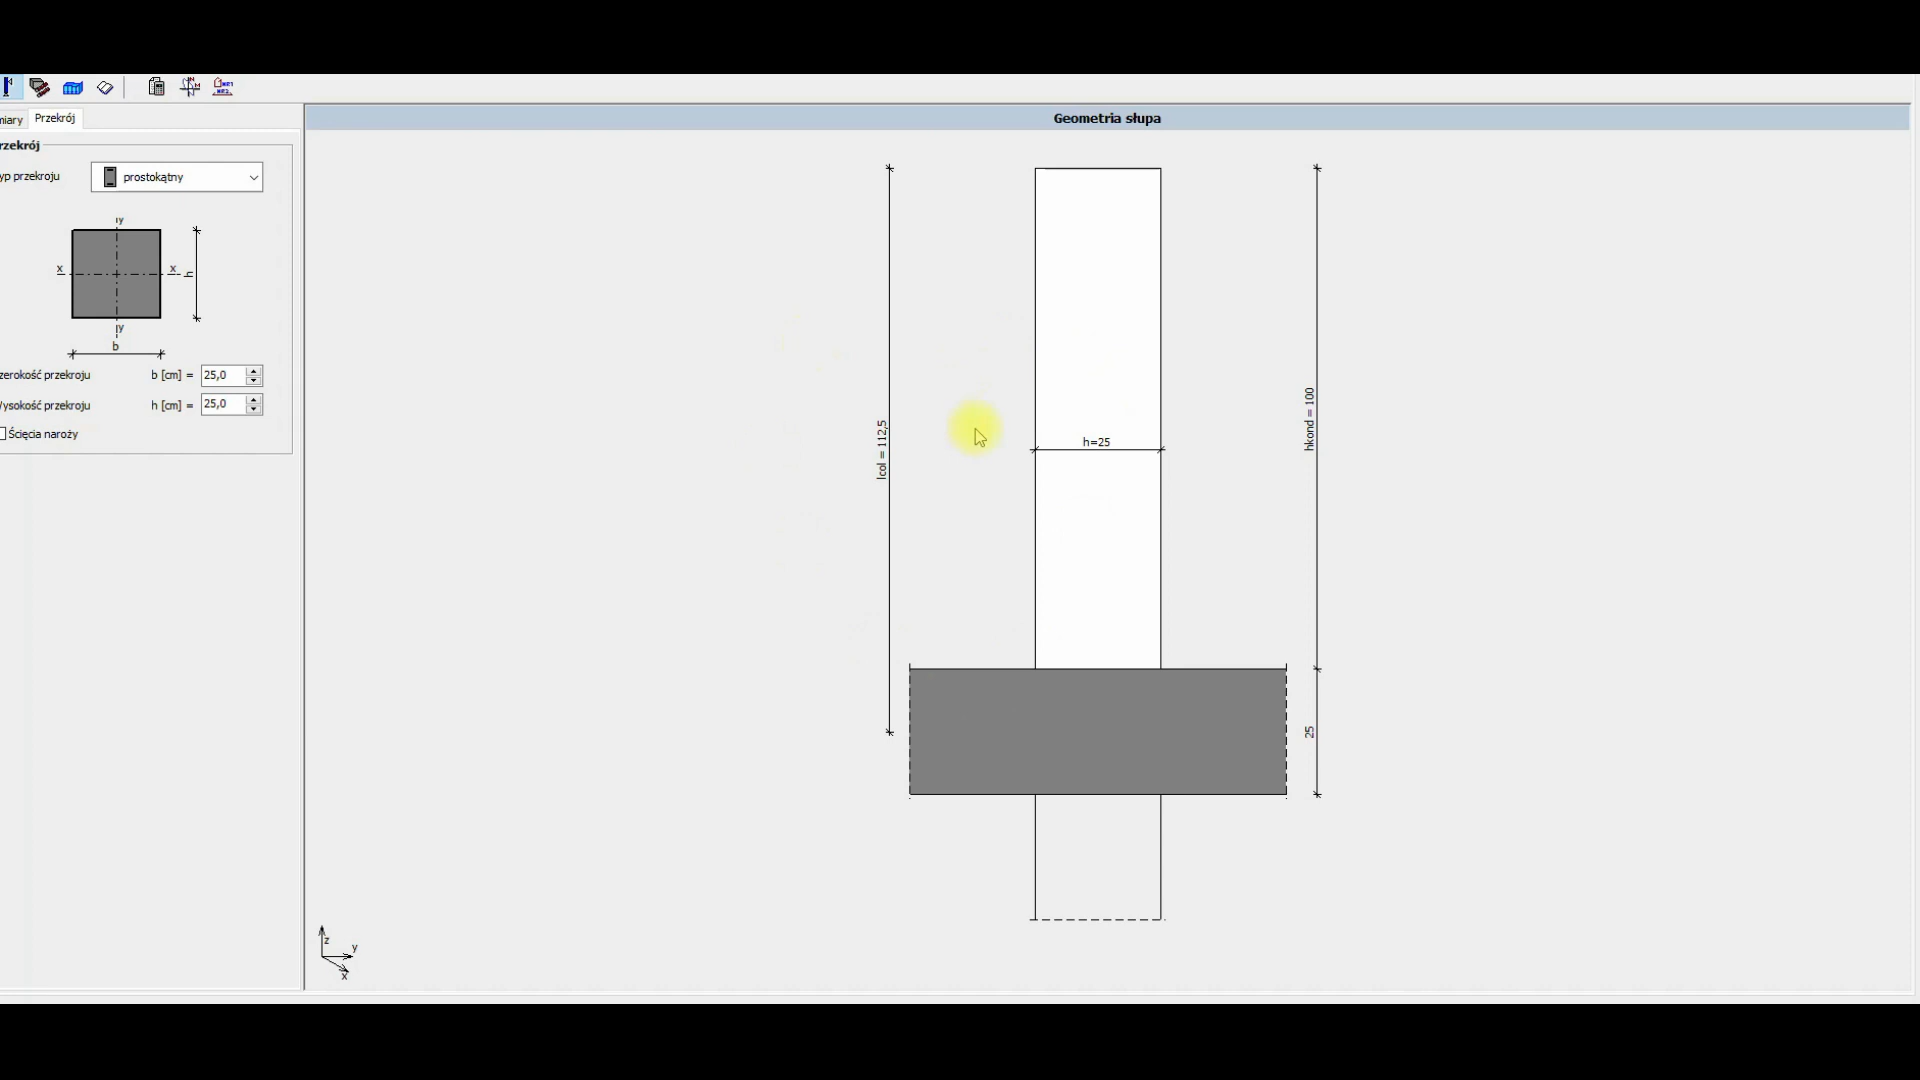 miary Przekrój
rzekrój
yp przekroju prostokątny
y
x x
h
y
b
zerokość przekroju b [cm] = 25,0
Wysokość przekroju h [cm] = 25,0
Ścięcia naroży
Geometria słupa
lcol = 112,5
h=25
hkond = 100
25
z
y
x